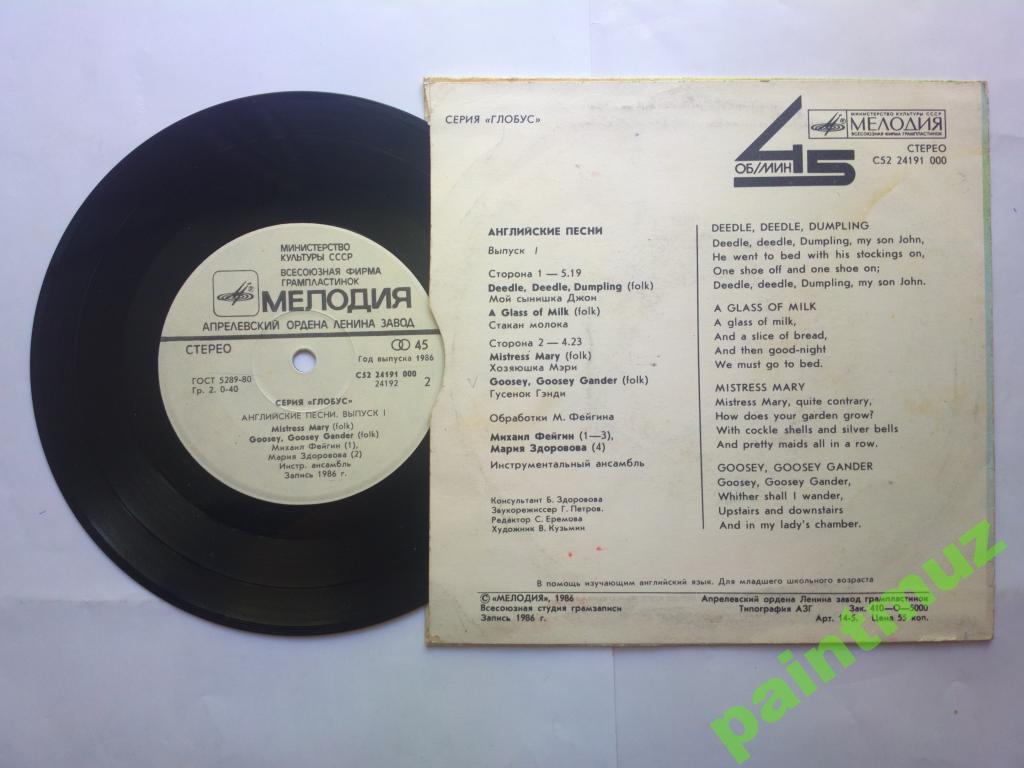 МИНИСТЕРСТВО
КУЛЬТУРЫ СССР
ВСЕСОЮЗНАЯ ФИРМА
ГРАМПЛАСТИНОК
МЕЛОДИЯ
АПРЕЛЕВСКИЙ ОРДЕНА ЛЕНИНА ЗАВОД
СТЕРЕО
45
Год выпуска 1986
ГОСТ 5289-80
Гр. 2. 0-40
С52 24191 000
24192
2
СЕРИЯ «ГЛОБУС»
АНГЛИЙСКИЕ ПЕСНИ. ВЫПУСК I
Mistress Mary (folk)
Goosey, Goosey Gander (folk)
Михаил Фейгин (1),
Мария Здоровова (2)
Инстр. ансамбль
Запись 1986 г.
СЕРИЯ «ГЛОБУС»
45
ОБ/МИН
МИНИСТЕРСТВО КУЛЬТУРЫ СССР
МЕЛОДИЯ
ВСЕСОЮЗНАЯ ФИРМА ГРАМПЛАСТИНОК
СТЕРЕО
С52 24191 000
АНГЛИЙСКИЕ ПЕСНИ
Выпуск I
Сторона 1 — 5.19
Deedle, Deedle, Dumpling (folk)
Мой сынишка Джон
A Glass of Milk (folk)
Стакан молока
Сторона 2 — 4.23
Mistress Mary (folk)
Хозяюшка Мэри
Goosey, Goosey Gander (folk)
Гусенок Гэнди
Обработки М. Фейгина
Михаил Фейгин (1—3),
Мария Здоровова (4)
Инструментальный ансамбль
Консультант Б. Здоровова
Звукорежиссер Г. Петров.
Редактор С. Еремова
Художник В. Кузьмин
DEEDLE, DEEDLE, DUMPLING
Deedle, deedle, Dumpling, my son John,
He went to bed with his stockings on,
One shoe off and one shoe on;
Deedle, deedle, Dumpling, my son John.
A GLASS OF MILK
A glass of milk,
And a slice of bread,
And then good-night
We must go to bed.
MISTRESS MARY
Mistress Mary, quite contrary,
How does your garden grow?
With cockle shells and silver bells
And pretty maids all in a row.
GOOSEY, GOOSEY GANDER
Goosey, Goosey Gander,
Whither shall I wander,
Upstairs and downstairs
And in my lady's chamber.
В помощь изучающим английский язык. Для младшего школьного возраста
© «МЕЛОДИЯ», 1986
Всесоюзная студия грамзаписи
Запись 1986 г.
Апрелевский ордена Ленина завод грампластинок
Типография АЗГ Зак. 410—О—5000
Арт. 14-5. Цена 55 коп.
paintmuz